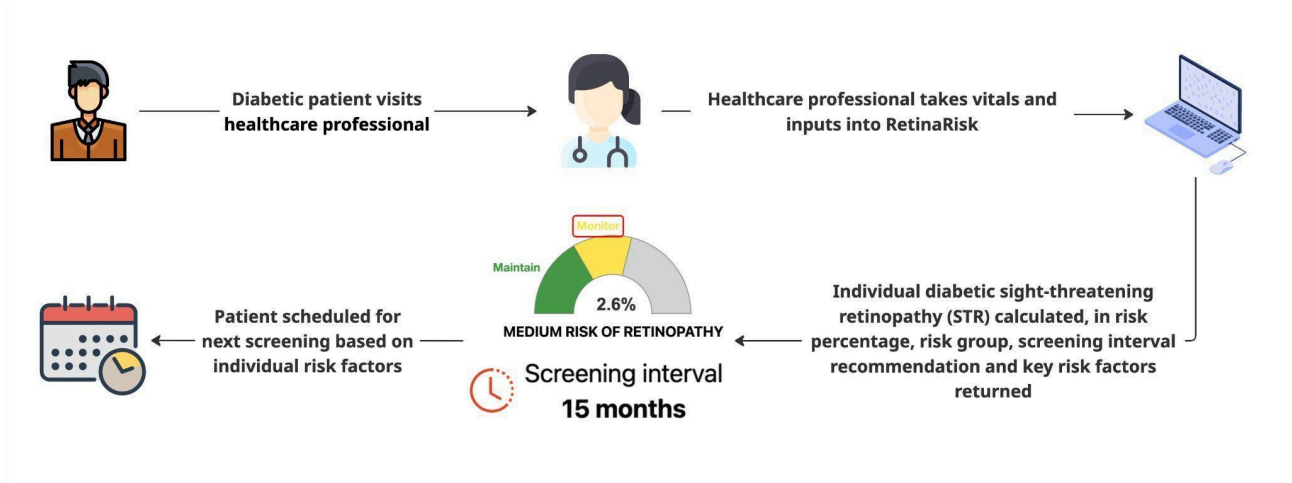 Diabetic patient visits
healthcare professional
Healthcare professional takes vitals and
inputs into RetinaRisk
Individual diabetic sight-threatening
retinopathy (STR) calculated, in risk
percentage, risk group, screening interval
recommendation and key risk factors
returned
Monitor
Maintain
2.6%
MEDIUM RISK OF RETINOPATHY
Screening interval
15 months
Patient scheduled for
next screening based on
individual risk factors